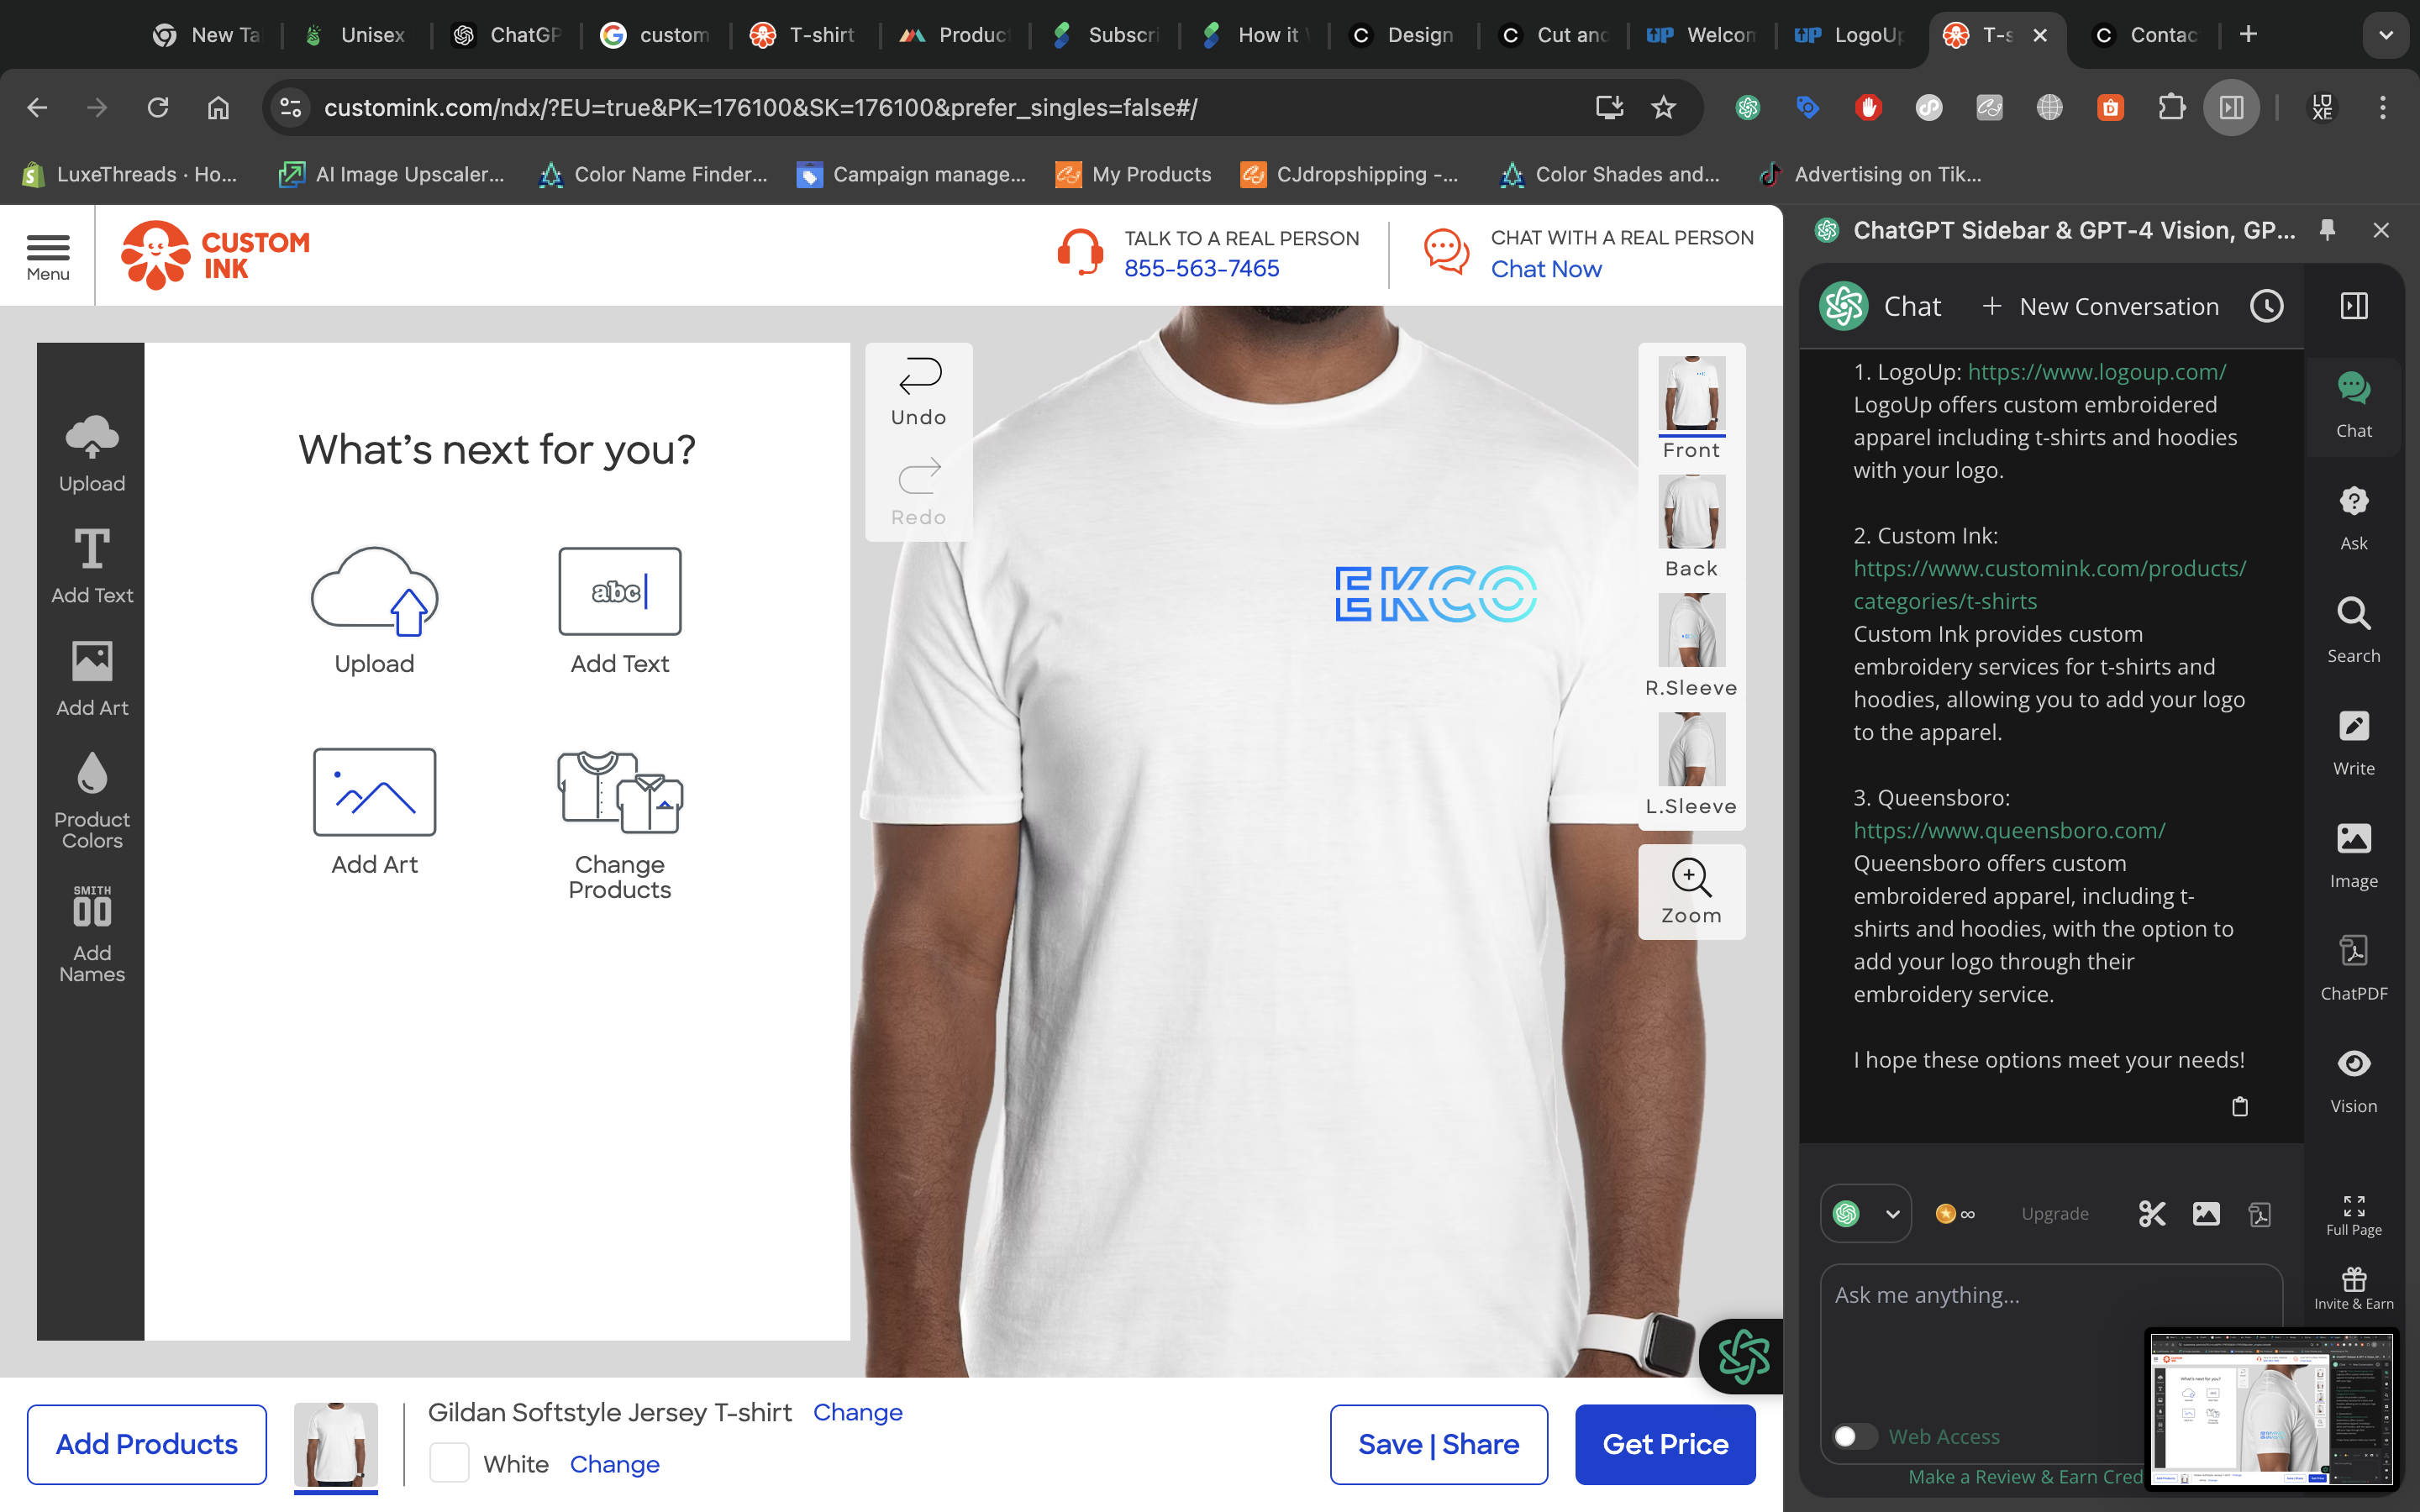 New Ta
Unisex
ChatGP
custom
T-shirt
Produc
Subscri
How it
Design
Cut and
Welcom
LogoUp
T-s
Contac
customink.com/ndx/?EU=true&PK=176100&SK=176100&prefer_singles=false#/
LUXE
LuxeThreads · Ho...
AI Image Upscaler...
Color Name Finder...
Campaign manage...
My Products
CJdropshipping -...
Color Shades and...
Advertising on Tik...
Menu
CUSTOM
INK
TALK TO A REAL PERSON
855-563-7465
CHAT WITH A REAL PERSON
Chat Now
Upload
Add Text
Add Art
Product
Colors
SMITH
00
Add
Names
What's next for you?
Upload
abc
Add Text
Add Art
Change
Products
Undo
Redo
EKCO
Front
Back
R.Sleeve
L.Sleeve
Zoom
Add Products
Gildan Softstyle Jersey T-shirt Change
White Change
Save | Share
Get Price
ChatGPT Sidebar & GPT-4 Vision, GP...
Chat
+ New Conversation
1. LogoUp: https://www.logoup.com/
LogoUp offers custom embroidered
apparel including t-shirts and hoodies
with your logo.
2. Custom Ink:
https://www.customink.com/products/
categories/t-shirts
Custom Ink provides custom
embroidery services for t-shirts and
hoodies, allowing you to add your logo
to the apparel.
3. Queensboro:
https://www.queensboro.com/
Queensboro offers custom
embroidered apparel, including t-
shirts and hoodies, with the option to
add your logo through their
embroidery service.
I hope these options meet your needs!
Upgrade
Ask me anything...
Web Access
Make a Review & Earn Cred
Chat
Ask
Search
Write
Image
ChatPDF
Vision
Full Page
Invite & Earn